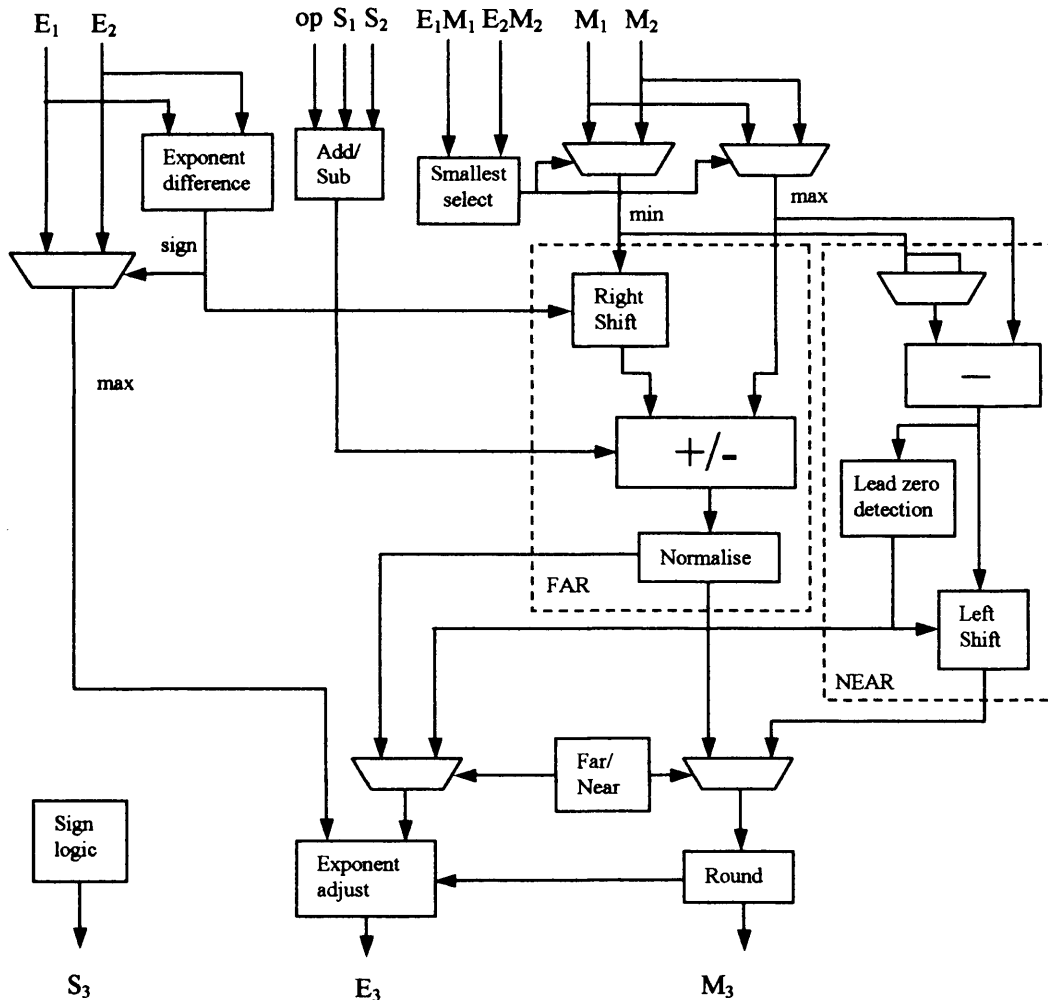 E1 E2 op S1 S2 E1M1 E2M2 M1 M2
Exponent
difference
Add/
Sub
Smallest
select
sign
min
max
Right
Shift
max
—
+/-
Lead zero
detection
Normalise
FAR
Left
Shift
NEAR
Far/
Near
Sign
logic
Exponent
adjust
Round
S3 E3 M3